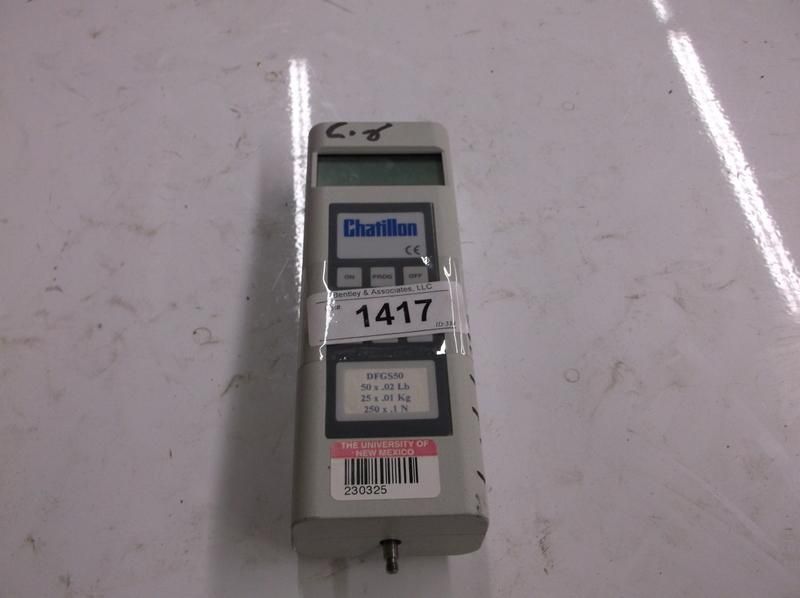 Chatillon
CE
ON PROG OFF
Bentley & Associates, LLC
1417
DFGS50
50 x .02 Lb
25 x .01 Kg
250 x .1 N
THE UNIVERSITY OF
NEW MEXICO
230325